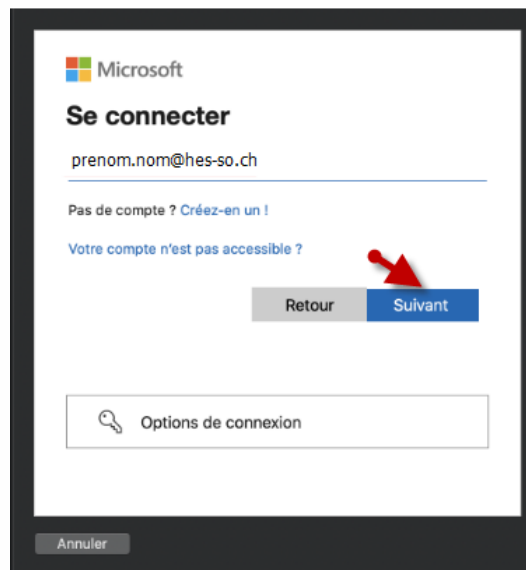 Microsoft
Se connecter
prenom.nom@hes-so.ch
Pas de compte ? Créez-en un !
Votre compte n'est pas accessible ?
Retour
Suivant
Options de connexion
Annuler